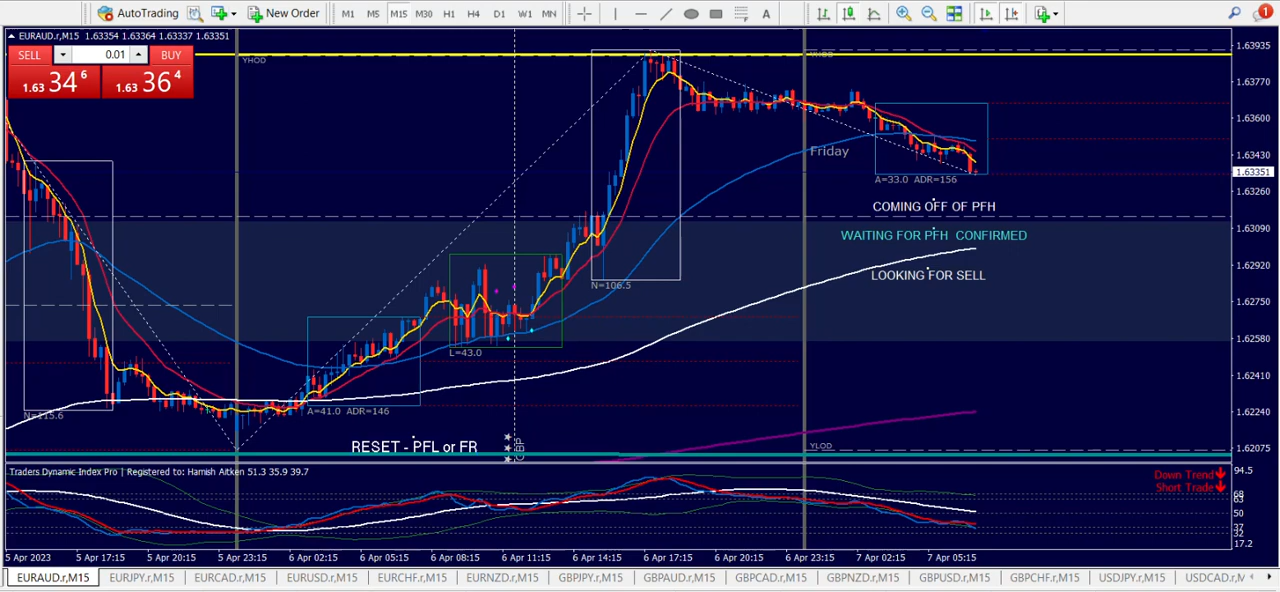 AutoTrading New Order M1 M5 M15 M30 H1 H4 D1 W1 MN A 1
EURAUD.r,M15 1.63354 1.63364 1.63337 1.63351
SELL 0.01 BUY
1.63 34 6 1.63 36 4
YHOD
YHOD
1.63935
1.63770
1.63600
1.63430
1.63351
1.63260
1.63090
1.62920
1.62750
1.62580
1.62410
1.62240
1.62075
Friday
A=33.0 ADR=156
COMING OFF OF PFH
WAITING FOR PFH CONFIRMED
LOOKING FOR SELL
N=106.5
L=43.0
A=41.0 ADR=146
N=115.6
RESET - PFL or FR
GBP
YLOD
Traders Dynamic Index Pro | Registered to: Hamish Aitken 51.3 35.9 39.7
Down Trend
Short Trade
94.5
68
63
50
37
32
17.2
5 Apr 2023 5 Apr 17:15 5 Apr 20:15 5 Apr 23:15 6 Apr 02:15 6 Apr 05:15 6 Apr 08:15 6 Apr 11:15 6 Apr 14:15 6 Apr 17:15 6 Apr 20:15 6 Apr 23:15 7 Apr 02:15 7 Apr 05:15
EURAUD.r,M15 EURJPY.r,M15 EURCAD.r,M15 EURUSD.r,M15 EURCHF.r,M15 EURNZD.r,M15 GBPJPY.r,M15 GBPAUD.r,M15 GBPCAD.r,M15 GBPNZD.r,M15 GBPUSD.r,M15 GBPCHF.r,M15 USDJPY.r,M15 USDCAD.r,M